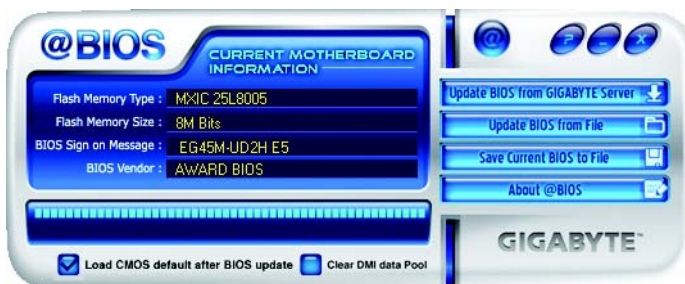 @BIOS
CURRENT MOTHERBOARD
INFORMATION
Flash Memory Type : MXIC 25L8005
Flash Memory Size : 8M Bits
BIOS Sign on Message : EG45M-UD2H E5
BIOS Vendor : AWARD BIOS
Load CMOS default after BIOS update
Clear DMI data Pool
@ ? _ X
Update BIOS from GIGABYTE Server
Update BIOS from File
Save Current BIOS to File
About @BIOS
GIGABYTE™